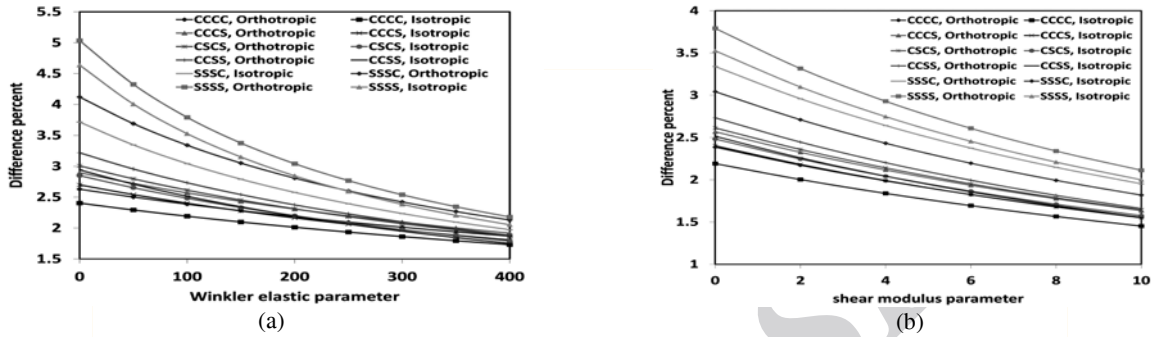 5.5
5
4.5
4
3.5
3
2.5
2
1.5
Difference percent
CCCC, Orthotropic CCCC, Isotropic
CCCS, Orthotropic CCCS, Isotropic
CSCS, Orthotropic CSCS, Isotropic
CCSS, Orthotropic CCSS, Isotropic
SSSC, Isotropic SSSC, Orthotropic
SSSS, Orthotropic SSSS, Isotropic
0 100 200 300 400
Winkler elastic parameter
(a)
4
3.5
3
2.5
2
1.5
1
Difference percent
CCCC, Orthotropic CCCC, Isotropic
CCCS, Orthotropic CCCS, Isotropic
CSCS, Orthotropic CSCS, Isotropic
CCSS, Orthotropic CCSS, Isotropic
SSSC, Orthotropic SSSC, Isotropic
SSSS, Orthotropic SSSS, Isotropic
0 2 4 6 8 10
shear modulus parameter
(b)